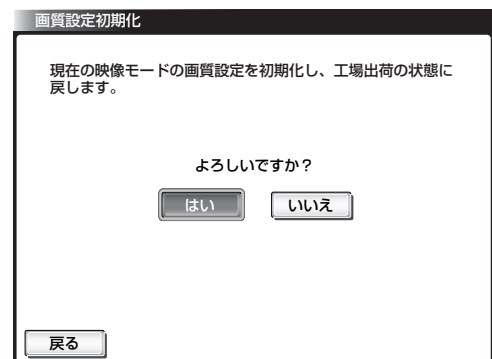 画質設定初期化
現在の映像モードの画質設定を初期化し、工場出荷の状態に
戻します。
よろしいですか？
はい いいえ
戻る